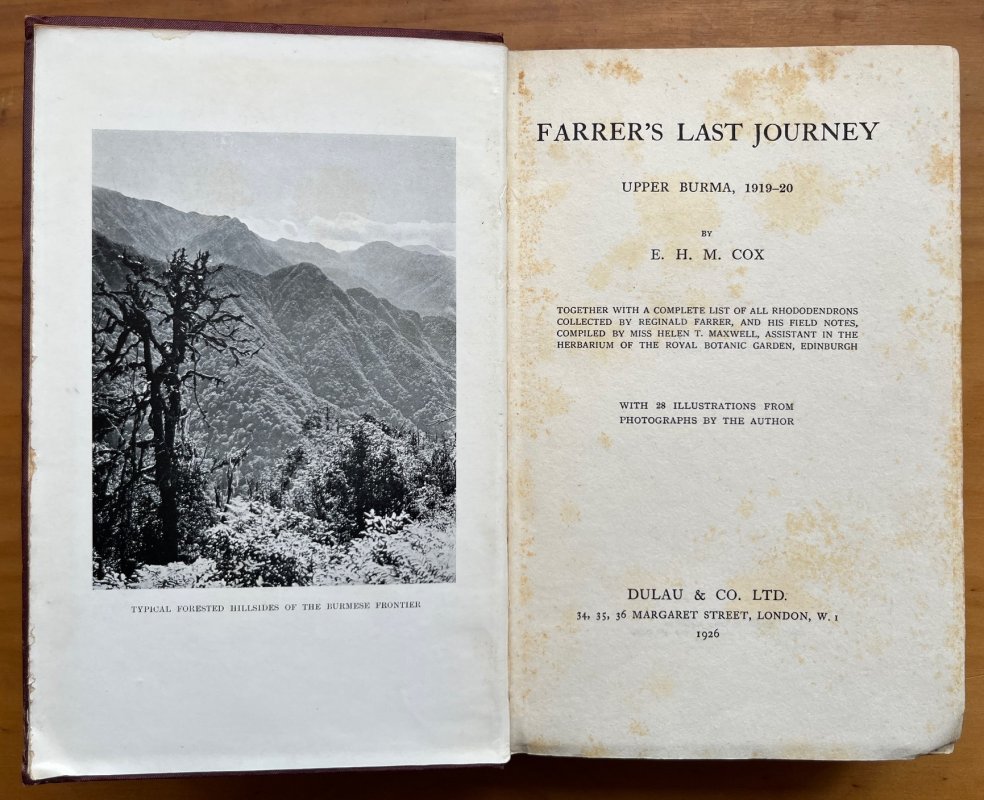 TYPICAL FORESTED HILLSIDES OF THE BURMESE FRONTIER
FARRER'S LAST JOURNEY
UPPER BURMA, 1919–20
BY
E. H. M. COX
TOGETHER WITH A COMPLETE LIST OF ALL RHODODENDRONS
COLLECTED BY REGINALD FARRER, AND HIS FIELD NOTES,
COMPILED BY MISS HELEN T. MAXWELL, ASSISTANT IN THE
HERBARIUM OF THE ROYAL BOTANIC GARDEN, EDINBURGH
WITH 28 ILLUSTRATIONS FROM
PHOTOGRAPHS BY THE AUTHOR
DULAU & CO. LTD.
34, 35, 36 MARGARET STREET, LONDON, W. 1
1926